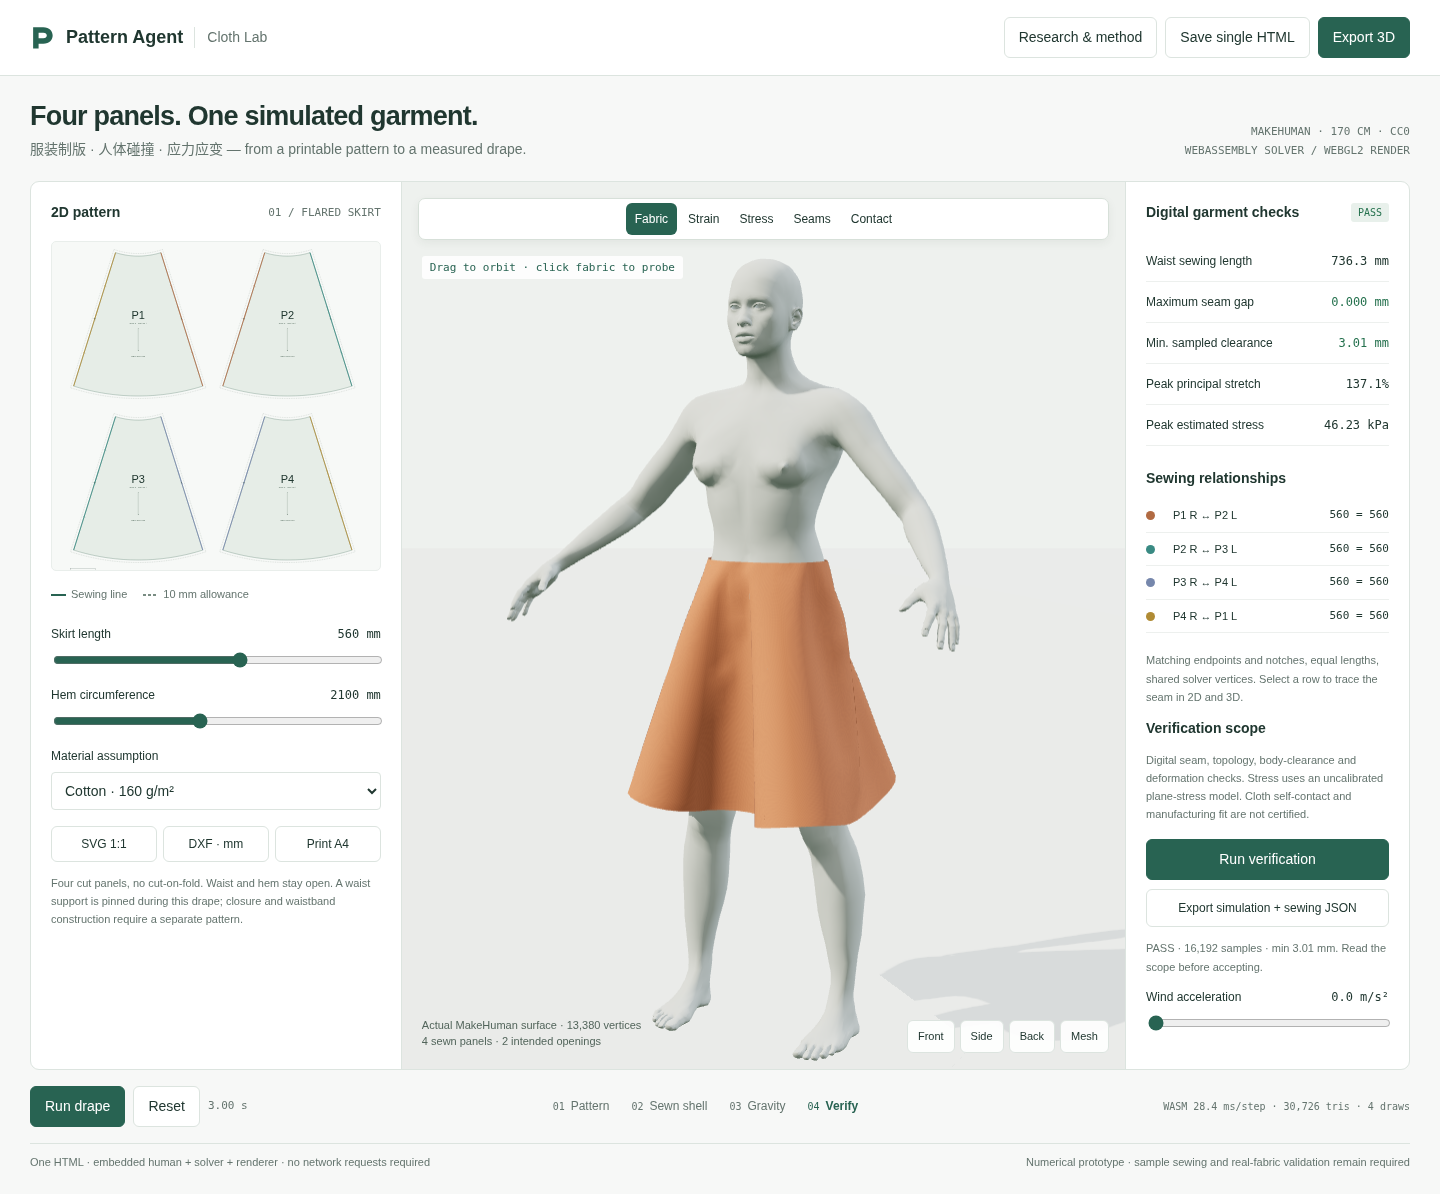 Pattern Agent
Cloth Lab
Research & method
Save single HTML
Export 3D
Four panels. One simulated garment.
服装制版 · 人体碰撞 · 应力应变 — from a printable pattern to a measured drape.
MAKEHUMAN · 170 CM · CC0
WEBASSEMBLY SOLVER / WEBGL2 RENDER
2D pattern
01 / FLARED SKIRT
P1
P2
P3
P4
Sewing line
10 mm allowance
Skirt length
560 mm
Hem circumference
2100 mm
Material assumption
Cotton · 160 g/m²
SVG 1:1
DXF · mm
Print A4
Four cut panels, no cut-on-fold. Waist and hem stay open. A waist
support is pinned during this drape; closure and waistband
construction require a separate pattern.
Fabric
Strain
Stress
Seams
Contact
Drag to orbit · click fabric to probe
Actual MakeHuman surface · 13,380 vertices
4 sewn panels · 2 intended openings
Front
Side
Back
Mesh
Digital garment checks
PASS
Waist sewing length
736.3 mm
Maximum seam gap
0.000 mm
Min. sampled clearance
3.01 mm
Peak principal stretch
137.1%
Peak estimated stress
46.23 kPa
Sewing relationships
P1 R ↔ P2 L
560 = 560
P2 R ↔ P3 L
560 = 560
P3 R ↔ P4 L
560 = 560
P4 R ↔ P1 L
560 = 560
Matching endpoints and notches, equal lengths,
shared solver vertices. Select a row to trace the
seam in 2D and 3D.
Verification scope
Digital seam, topology, body-clearance and
deformation checks. Stress uses an uncalibrated
plane-stress model. Cloth self-contact and
manufacturing fit are not certified.
Run verification
Export simulation + sewing JSON
PASS · 16,192 samples · min 3.01 mm. Read the
scope before accepting.
Wind acceleration
0.0 m/s²
Run drape
Reset
3.00 s
01 Pattern
02 Sewn shell
03 Gravity
04 Verify
WASM 28.4 ms/step · 30,726 tris · 4 draws
One HTML · embedded human + solver + renderer · no network requests required
Numerical prototype · sample sewing and real-fabric validation remain required